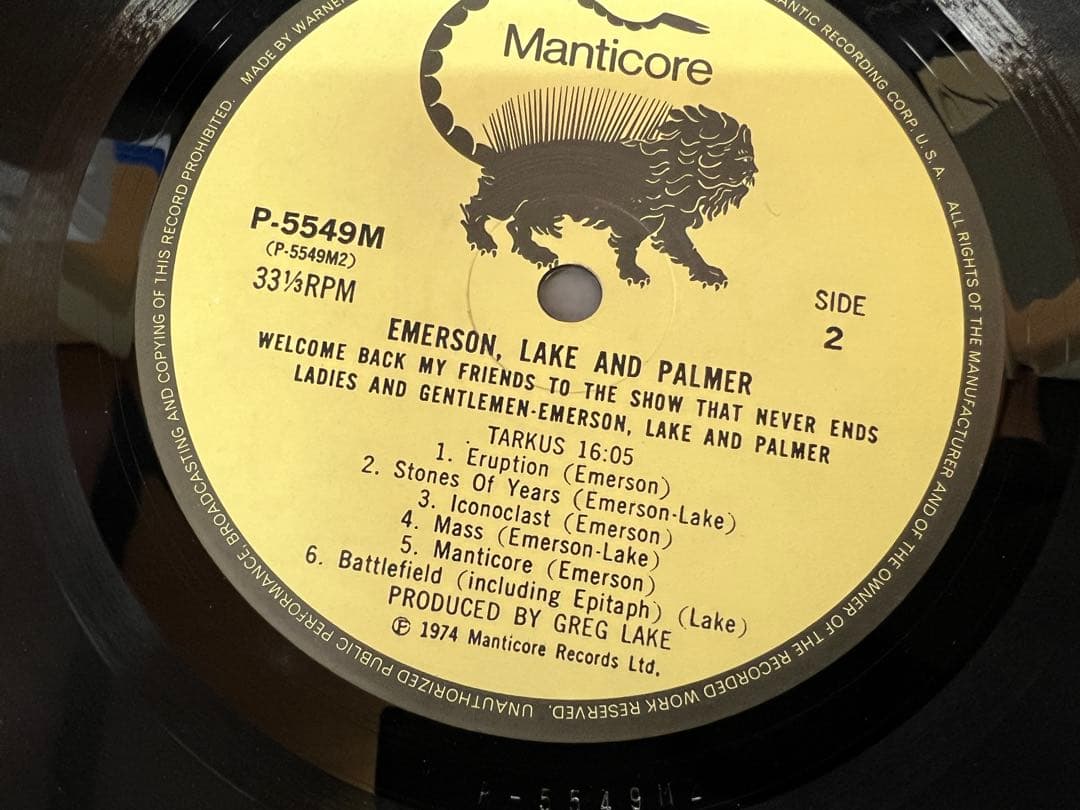 Manticore
P-5549M
(P-5549M2)
33⅓RPM
SIDE
2
EMERSON, LAKE AND PALMER
WELCOME BACK MY FRIENDS TO THE SHOW THAT NEVER ENDS
LADIES AND GENTLEMEN-EMERSON, LAKE AND PALMER
TARKUS 16:05
1. Eruption (Emerson)
2. Stones Of Years (Emerson-Lake)
3. Iconoclast (Emerson)
4. Mass (Emerson-Lake)
5. Manticore (Emerson)
6. Battlefield (including Epitaph) (Lake)
PRODUCED BY GREG LAKE
Ⓟ 1974 Manticore Records Ltd.
MADE BY WARNER
ATLANTIC RECORDING CORP. U.S.A. ALL RIGHTS OF THE MANUFACTURER AND OF THE OWNER OF THE RECORDED WORK RESERVED. UNAUTHORIZED PUBLIC PERFORMANCE, BROADCASTING AND COPYING OF THIS RECORD PROHIBITED.
P-5549M-